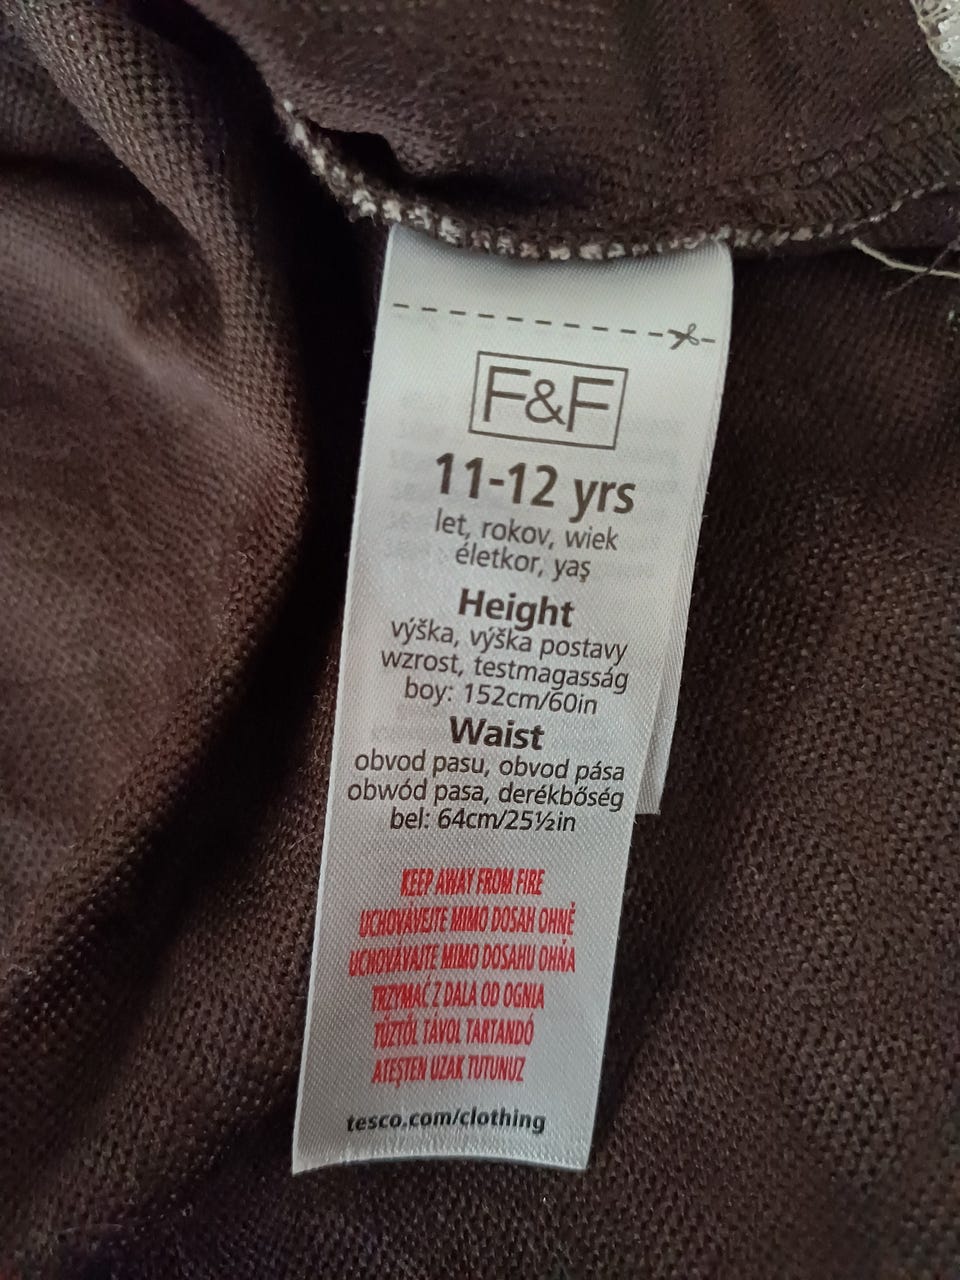 F&F
11-12 yrs
let, rokov, wiek
életkor, yaş
Height
výška, výška postavy
wzrost, testmagasság
boy: 152cm/60in
Waist
obvod pasu, obvod pása
obwód pasa, derékbőség
bel: 64cm/25½in
KEEP AWAY FROM FIRE
UCHOVÁVEJTE MIMO DOSAH OHNĚ
UCHOVÁVAJTE MIMO DOSAHU OHŇA
TRZYMAĆ Z DALA OD OGNIA
TŰZTŐL TÁVOL TARTANDÓ
ATEŞTEN UZAK TUTUNUZ
tesco.com/clothing